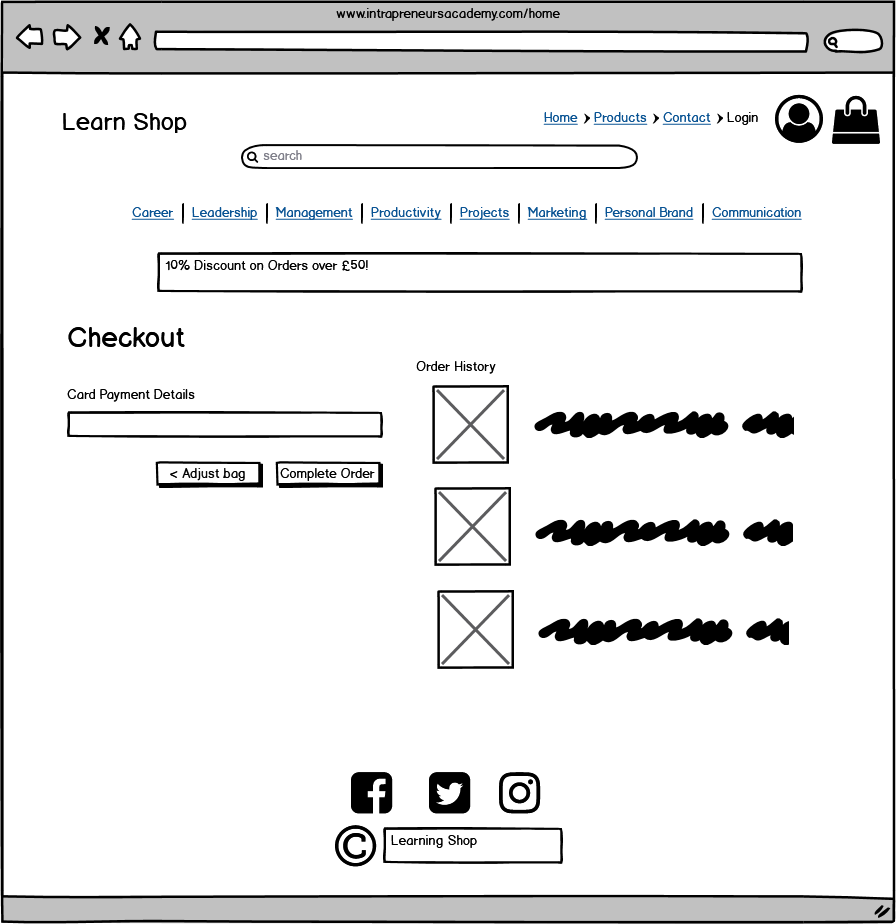 www.intrapreneursacademy.com/home
Learn Shop
Home Products Contact Login
search
Career Leadership Management Productivity Projects Marketing Personal Brand Communication
10% Discount on Orders over £50!
Checkout
Order History
Card Payment Details
< Adjust bag Complete Order
© Learning Shop